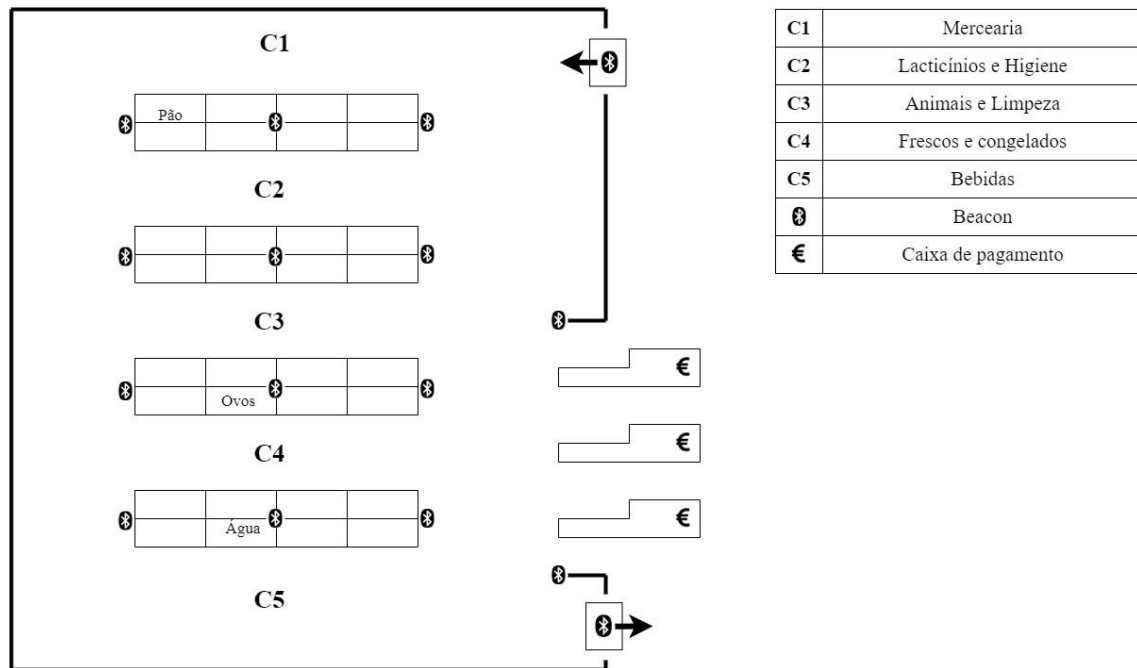 C1
Pão
C2
C3
Ovos
C4
Água
C5
€
€
€
C1 Mercearia
C2 Lacticínios e Higiene
C3 Animais e Limpeza
C4 Frescos e congelados
C5 Bebidas
Beacon
€ Caixa de pagamento